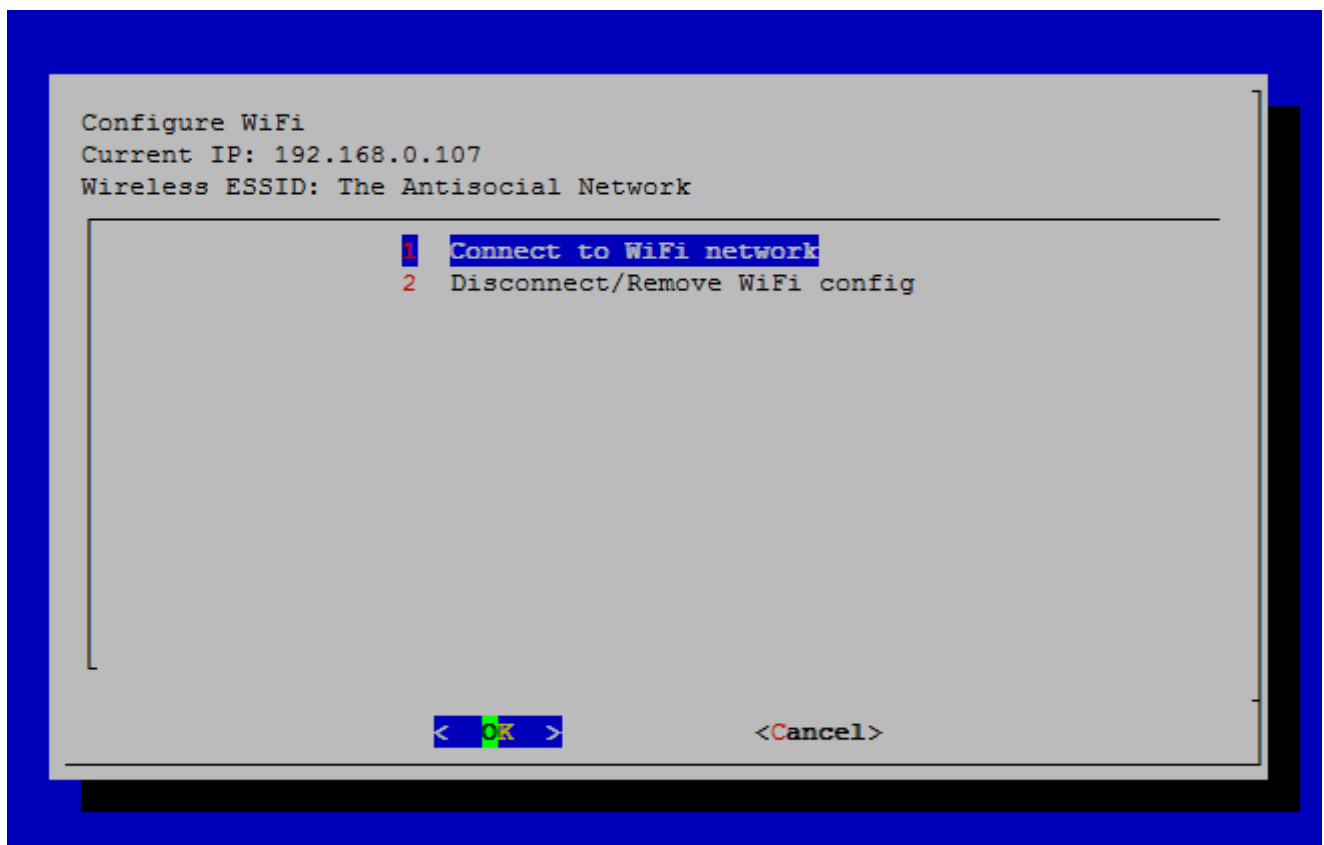 Configure WiFi
Current IP: 192.168.0.107
Wireless ESSID: The Antisocial Network
1 Connect to WiFi network
2 Disconnect/Remove WiFi config
< OK > <Cancel>